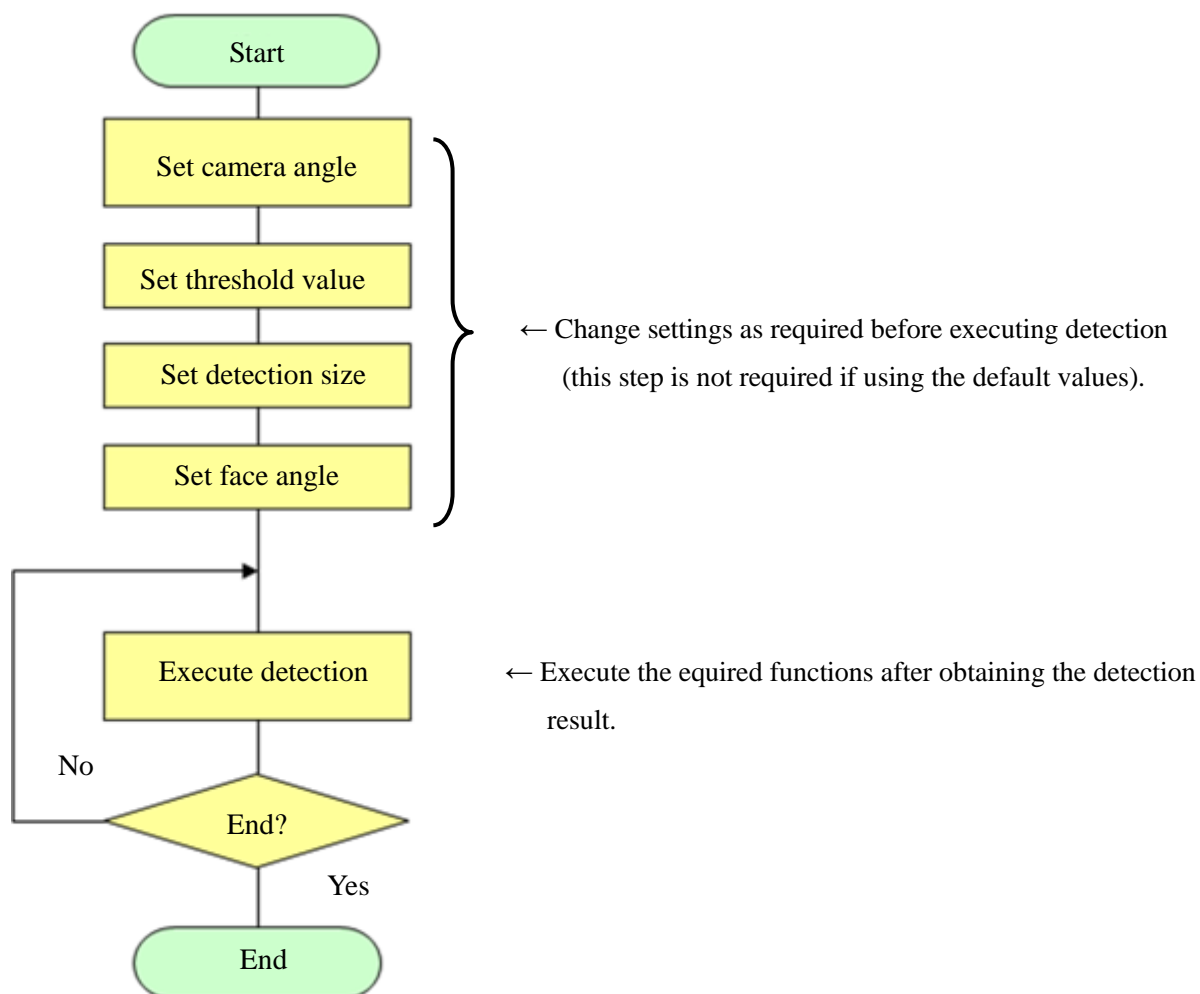 Start
Set camera angle
Set threshold value
Set detection size
Set face angle
← Change settings as required before executing detection
(this step is not required if using the default values).
Execute detection
← Execute the equired functions after obtaining the detection
result.
No
End?
Yes
End